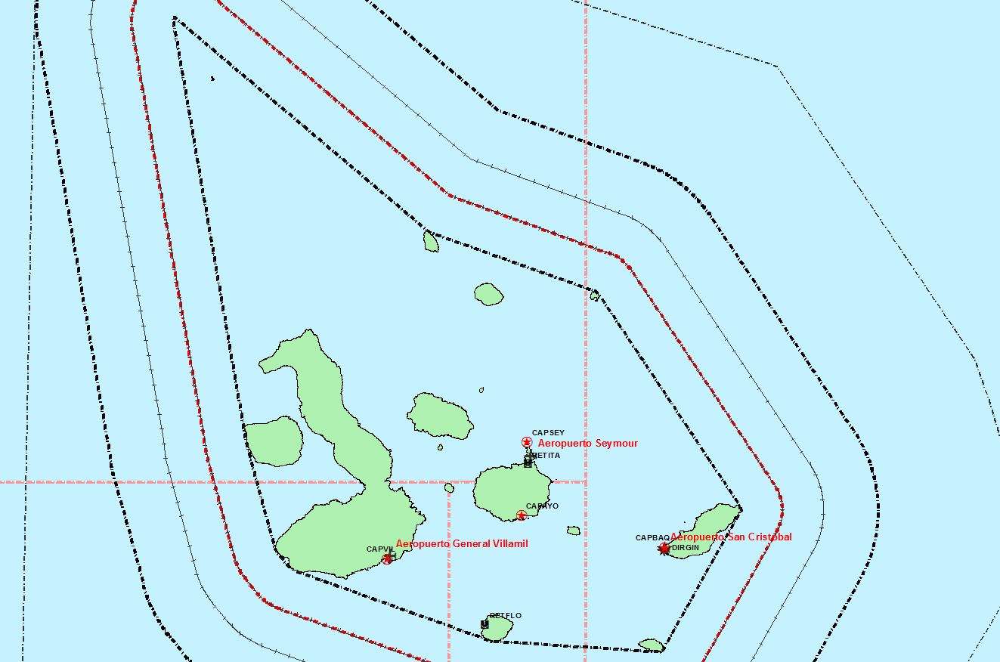 CAPSEY
Aeropuerto Seymour
RETITA
CAPAYO
CAPBAQ
Aeropuerto San Cristobal
DIRGIN
Aeropuerto General Villamil
CAPVIL
RETFLO